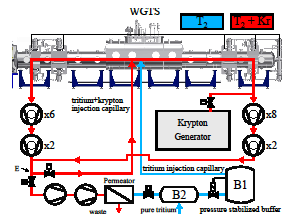 WGTS
T2
T2 + Kr
tritium+krypton
injection capillary
x6
x8
Krypton
Generator
x2
x2
E
tritium injection capillary
Permeator
B2
B1
waste
pure tritium
pressure stabilized buffer